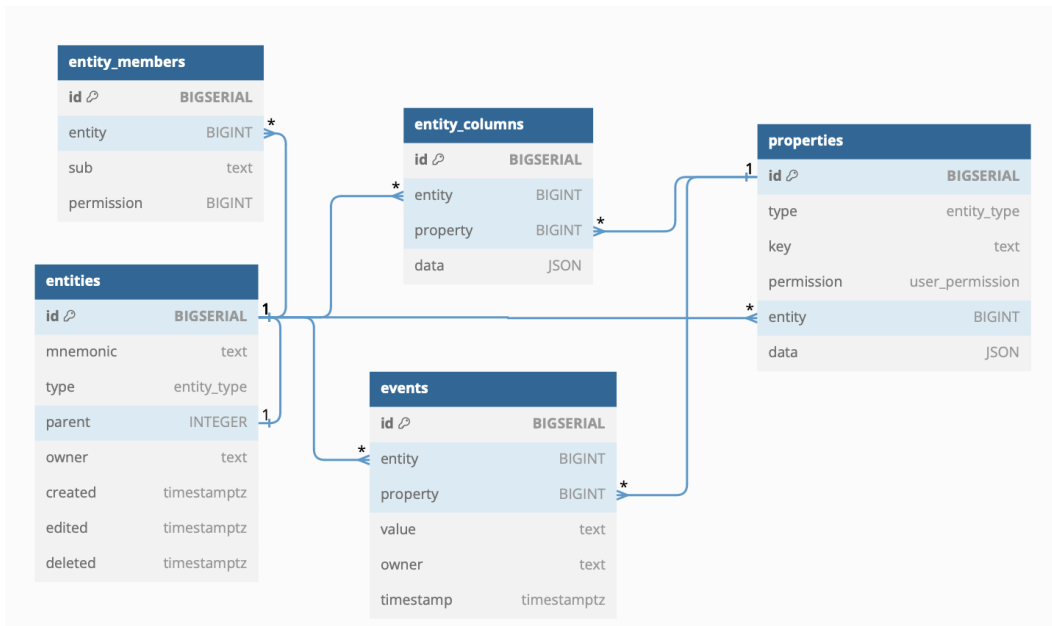 entity_members
id BIGSERIAL
entity BIGINT *
sub text
permission BIGINT
entities
id BIGSERIAL 1
mnemonic text
type entity_type
parent INTEGER 1
owner text
created timestamptz
edited timestamptz
deleted timestamptz
entity_columns
id BIGSERIAL
* entity BIGINT
property BIGINT *
data JSON
events
id BIGSERIAL
* entity BIGINT
property BIGINT *
value text
owner text
timestamp timestamptz
properties
1 id BIGSERIAL
type entity_type
key text
permission user_permission
* entity BIGINT
data JSON